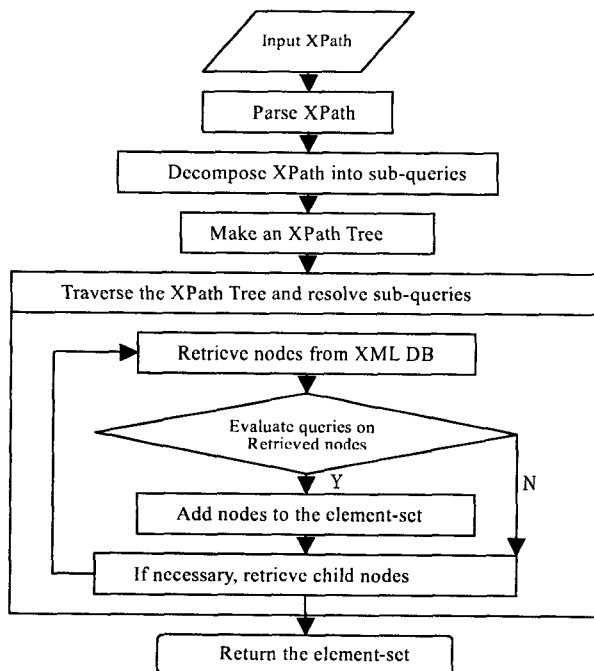 Input XPath
Parse XPath
Decompose XPath into sub-queries
Make an XPath Tree
Traverse the XPath Tree and resolve sub-queries
Retrieve nodes from XML DB
Evaluate queries on
Retrieved nodes
Y
N
Add nodes to the element-set
If necessary, retrieve child nodes
Return the element-set